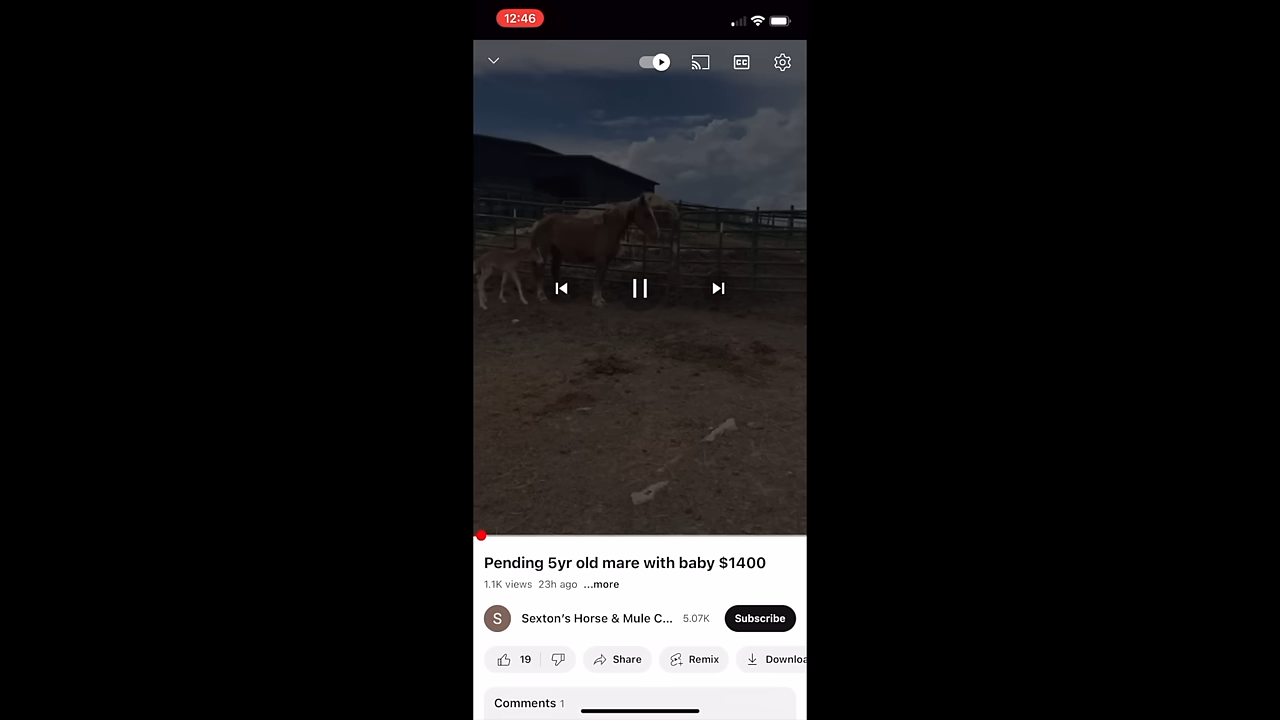 12:46
CC
Pending 5yr old mare with baby $1400
1.1K views 23h ago ...more
S Sexton's Horse & Mule C... 5.07K Subscribe
19 Share Remix Downloa
Comments 1